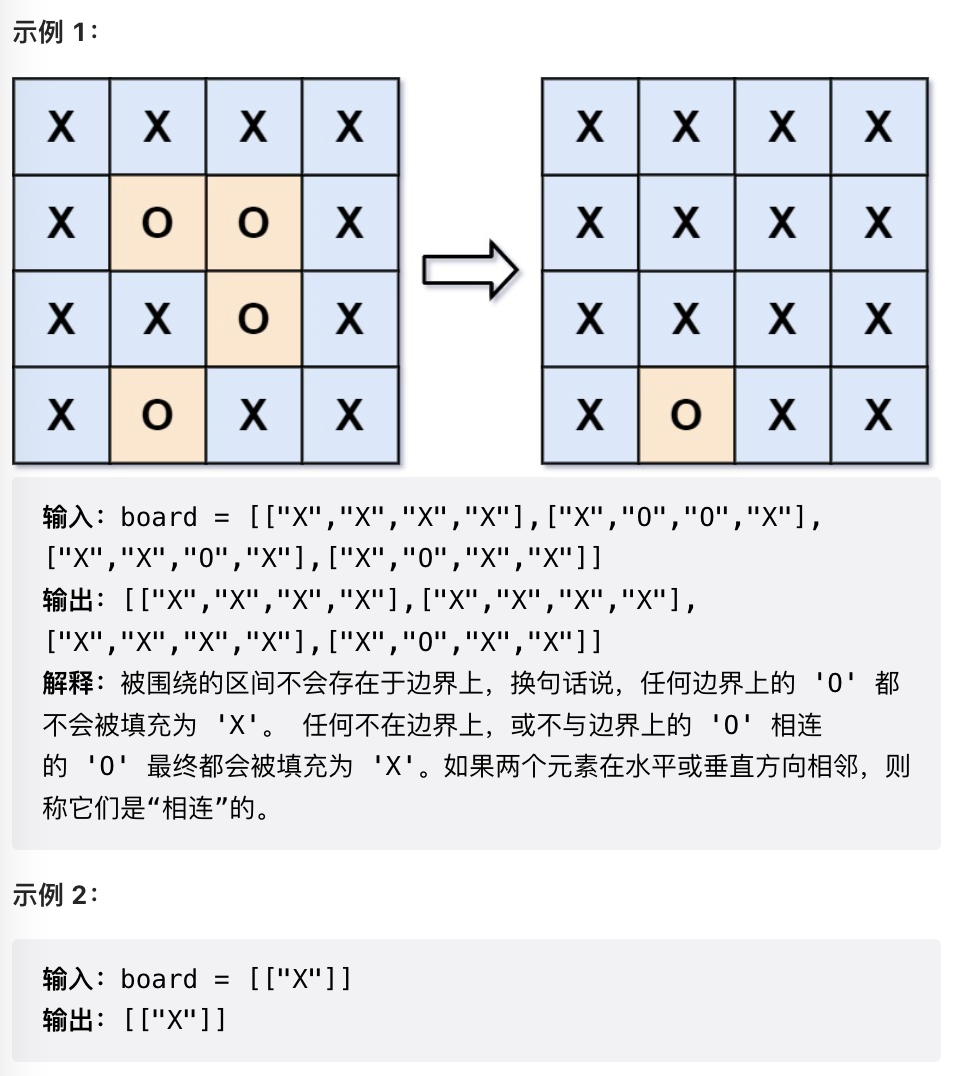 示例 1：
X X X X X X X X
X O O X X X X X
X X O X X X X X
X O X X X O X X
输入：board = [["X","X","X","X"],["X","O","O","X"],
["X","X","O","X"],["X","O","X","X"]]
输出：[["X","X","X","X"],["X","X","X","X"],
["X","X","X","X"],["X","O","X","X"]]
解释：被围绕的区间不会存在于边界上，换句话说，任何边界上的 'O' 都
不会被填充为 'X'。 任何不在边界上，或不与边界上的 'O' 相连
的 'O' 最终都会被填充为 'X'。如果两个元素在水平或垂直方向相邻，则
称它们是“相连”的。
示例 2：
输入：board = [["X"]]
输出：[["X"]]